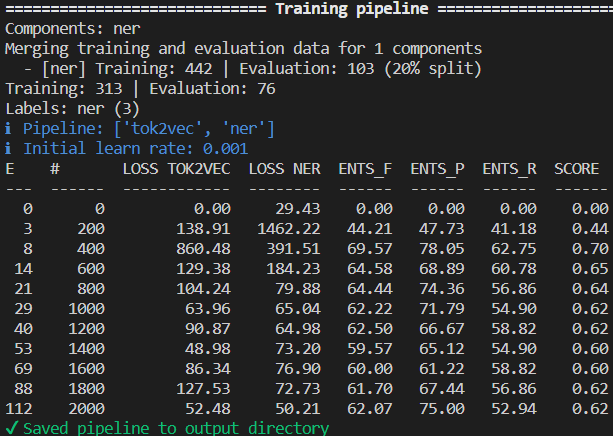 ============================ Training pipeline ===================
Components: ner
Merging training and evaluation data for 1 components
  - [ner] Training: 442 | Evaluation: 103 (20% split)
Training: 313 | Evaluation: 76
Labels: ner (3)
ℹ Pipeline: ['tok2vec', 'ner']
ℹ Initial learn rate: 0.001
E    #       LOSS TOK2VEC  LOSS NER  ENTS_F  ENTS_P  ENTS_R  SCORE
---  ------  ------------  --------  ------  ------  ------  ------
  0       0          0.00     29.43    0.00    0.00    0.00    0.00
  3     200        138.91   1462.22   44.21   47.73   41.18    0.44
  8     400        860.48    391.51   69.57   78.05   62.75    0.70
 14     600        129.38    184.23   64.58   68.89   60.78    0.65
 21     800        104.24     79.88   64.44   74.36   56.86    0.64
 29    1000         63.96     65.04   62.22   71.79   54.90    0.62
 40    1200         90.87     64.98   62.50   66.67   58.82    0.62
 53    1400         48.98     73.20   59.57   65.12   54.90    0.60
 69    1600         86.34     76.90   60.00   61.22   58.82    0.60
 88    1800        127.53     72.73   61.70   67.44   56.86    0.62
112    2000         52.48     50.21   62.07   75.00   52.94    0.62
✓ Saved pipeline to output directory